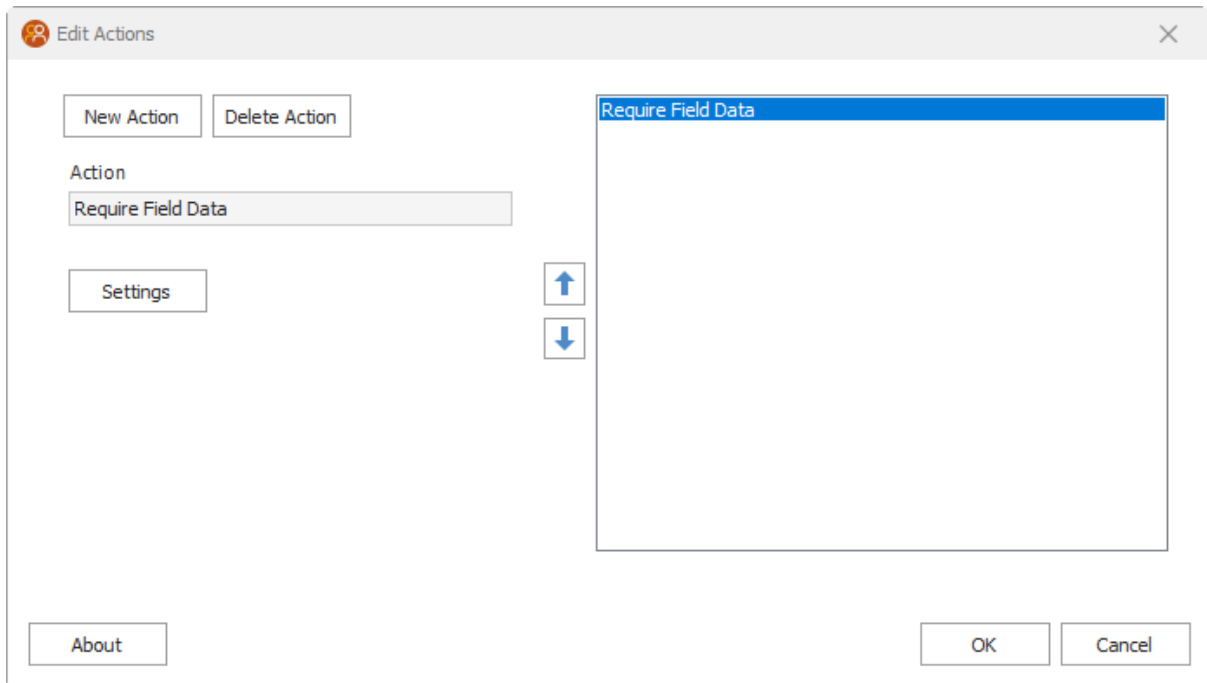 Edit Actions
New Action
Delete Action
Require Field Data
Action
Require Field Data
Settings
About
OK
Cancel